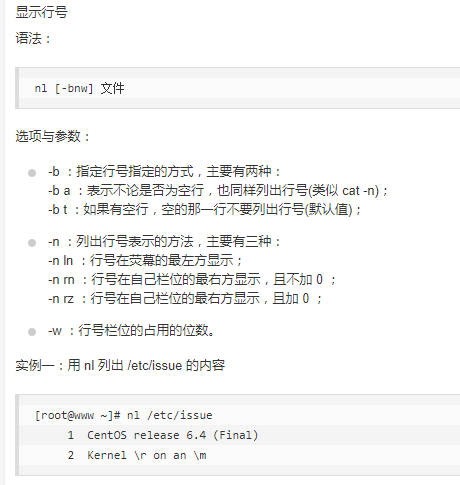 显示行号
语法：
nl [-bnw] 文件
选项与参数：
-b ：指定行号指定的方式，主要有两种：
-b a ：表示不论是否为空行，也同样列出行号(类似 cat -n)；
-b t ：如果有空行，空的那一行不要列出行号(默认值)；
-n ：列出行号表示的方法，主要有三种：
-n ln ：行号在荧幕的最左方显示；
-n rn ：行号在自己栏位的最右方显示，且不加 0 ；
-n rz ：行号在自己栏位的最右方显示，且加 0 ；
-w ：行号栏位的占用的位数。
实例一：用 nl 列出 /etc/issue 的内容
[root@www ~]# nl /etc/issue
1 CentOS release 6.4 (Final)
2 Kernel \r on an \m